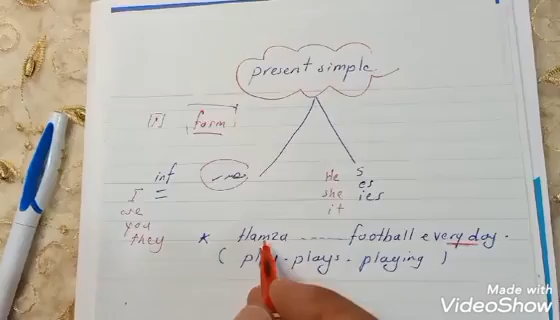 present simple
[1] form
inf
I
we
you
they
He
she
it
s
es
ies
* Hamza ------ football every day.
( play - plays - playing )
Made with
VideoShow